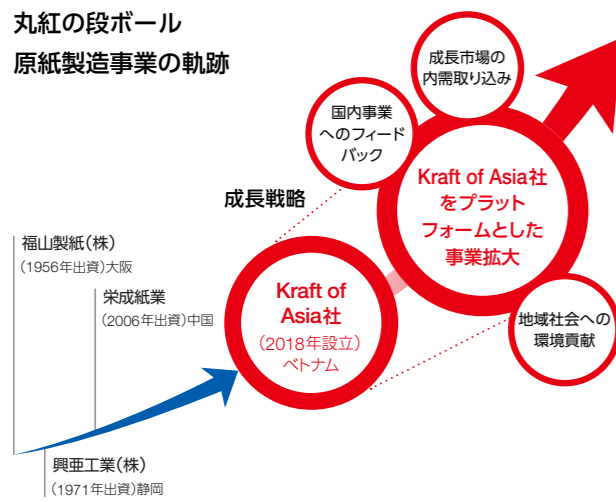 丸紅の段ボール
原紙製造事業の軌跡
成長市場の
内需取り込み
国内事業
へのフィード
バック
Kraft of Asia社
をプラット
フォームとした
事業拡大
成長戦略
福山製紙(株)
(1956年出資)大阪
栄成紙業
(2006年出資)中国
Kraft of
Asia社
(2018年設立)
ベトナム
地域社会への
環境貢献
興亜工業(株)
(1971年出資)静岡